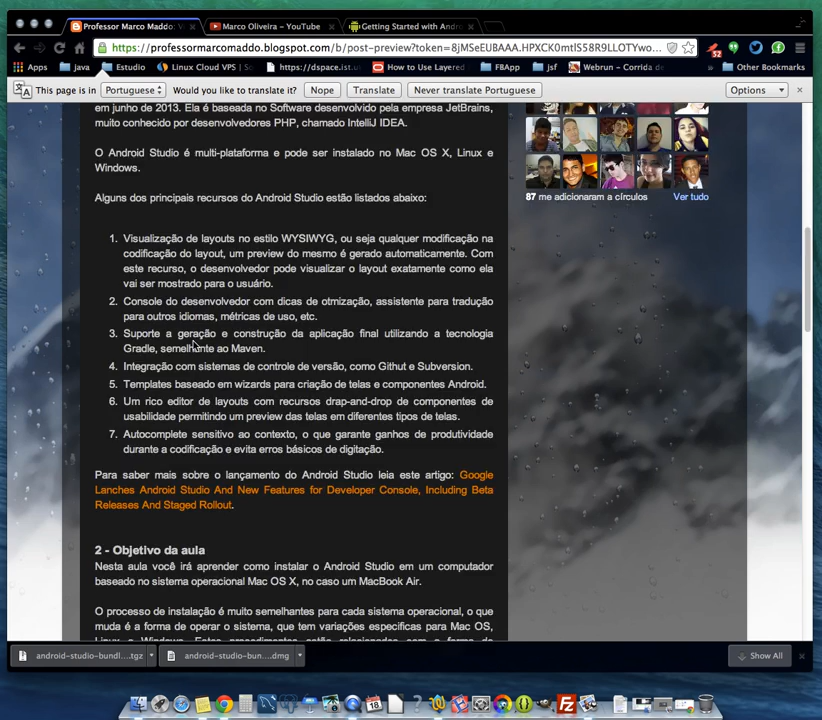 Professor Marco Maddo: V
Marco Oliveira – YouTube
Getting Started with Andro
https://professormarcomaddo.blogspot.com/b/post-preview?token=8jMSeEUBAAA.HPXCK0mtlS58R9LLOTYwo...
52
Apps
java
Estudio
Linux Cloud VPS | Sc
https://dspace.ist.u
How to Use Layered
FBApp
jsf
Webrun - Corrida de
»
Other Bookmarks
This page is in Portuguese Would you like to translate it? Nope Translate Never translate Portuguese Options
em junho de 2013. Ela é baseada no Software desenvolvido pela empresa JetBrains,
muito conhecido por desenvolvedores PHP, chamado IntelliJ IDEA.
O Android Studio é multi-plataforma e pode ser instalado no Mac OS X, Linux e
Windows.
Alguns dos principais recursos do Android Studio estão listados abaixo:
1. Visualização de layouts no estilo WYSIWYG, ou seja qualquer modificação na
codificação do layout, um preview do mesmo é gerado automaticamente. Com
este recurso, o desenvolvedor pode visualizar o layout exatamente como ela
vai ser mostrado para o usuário.
2. Console do desenvolvedor com dicas de otmização, assistente para tradução
para outros idiomas, métricas de uso, etc.
3. Suporte a geração e construção da aplicação final utilizando a tecnologia
Gradle, semelhante ao Maven.
4. Integração com sistemas de controle de versão, como Githut e Subversion.
5. Templates baseado em wizards para criação de telas e componentes Android.
6. Um rico editor de layouts com recursos drap-and-drop de componentes de
usabilidade permitindo um preview das telas em diferentes tipos de telas.
7. Autocomplete sensitivo ao contexto, o que garante ganhos de produtividade
durante a codificação e evita erros básicos de digitação.
Para saber mais sobre o lançamento do Android Studio leia este artigo: Google
Lanches Android Studio And New Features for Developer Console, Including Beta
Releases And Staged Rollout.
2 - Objetivo da aula
Nesta aula você irá aprender como instalar o Android Studio em um computador
baseado no sistema operacional Mac OS X, no caso um MacBook Air.
O processo de instalação é muito semelhantes para cada sistema operacional, o que
muda é a forma de operar o sistema, que tem variações especificas para Mac OS,
Linux e Windows. Estes procedimentos estão relacionados com a forma de
87 me adicionaram a círculos
Ver tudo
android-studio-bundl....tgz
android-studio-bun....dmg
Show All
18